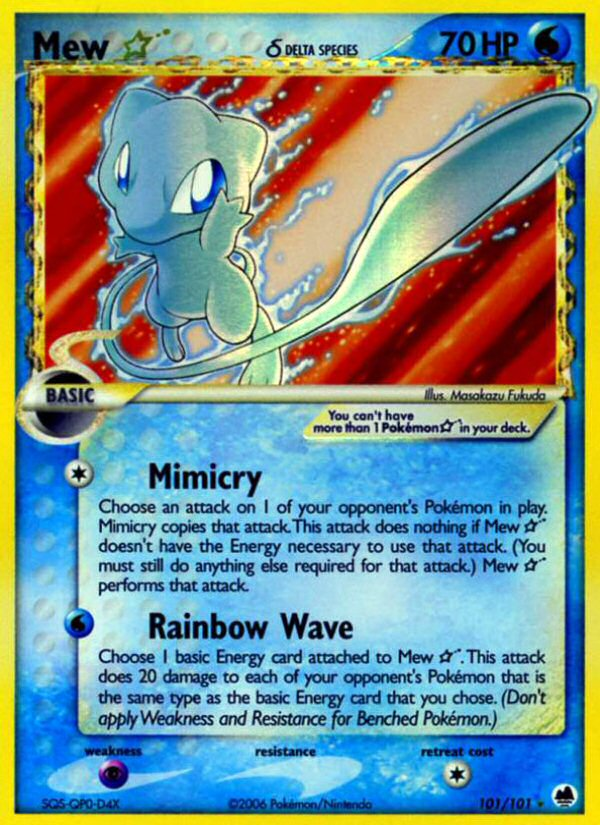 Mew ☆ δ DELTA SPECIES 70 HP
BASIC
Illus. Masakazu Fukuda
You can't have
more than 1 Pokémon☆ in your deck.
Mimicry
Choose an attack on 1 of your opponent's Pokémon in play.
Mimicry copies that attack. This attack does nothing if Mew ☆
doesn't have the Energy necessary to use that attack. (You
must still do anything else required for that attack.) Mew ☆
performs that attack.
Rainbow Wave
Choose 1 basic Energy card attached to Mew ☆. This attack
does 20 damage to each of your opponent's Pokémon that is
the same type as the basic Energy card that you chose. (Don't
apply Weakness and Resistance for Benched Pokémon.)
weakness resistance retreat cost
SQS-QP0-D4X ©2006 Pokémon/Nintendo 101/101